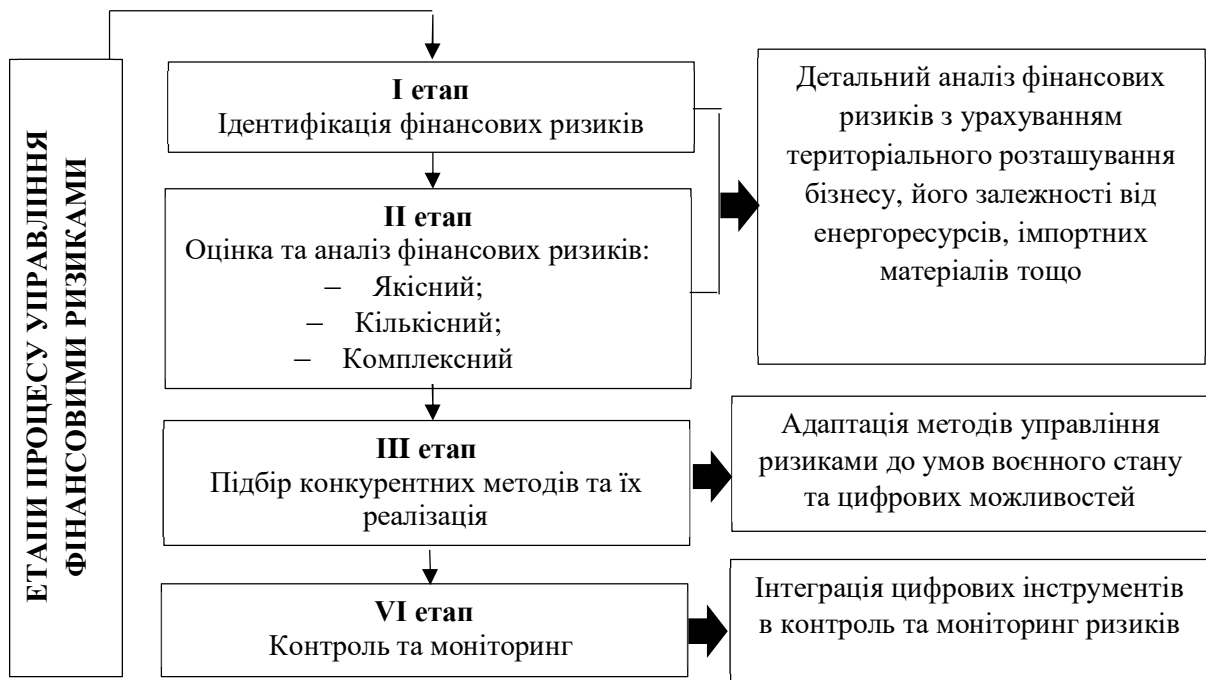 ЕТАПИ ПРОЦЕСУ УПРАВЛІННЯ
ФІНАНСОВИМИ РИЗИКАМИ
I етап
Ідентифікація фінансових ризиків
II етап
Оцінка та аналіз фінансових ризиків:
– Якісний;
– Кількісний;
– Комплексний
III етап
Підбір конкурентних методів та їх
реалізація
VI етап
Контроль та моніторинг
Детальний аналіз фінансових
ризиків з урахуванням
територіального розташування
бізнесу, його залежності від
енергоресурсів, імпортних
матеріалів тощо
Адаптація методів управління
ризиками до умов воєнного стану
та цифрових можливостей
Інтеграція цифрових інструментів
в контроль та моніторинг ризиків